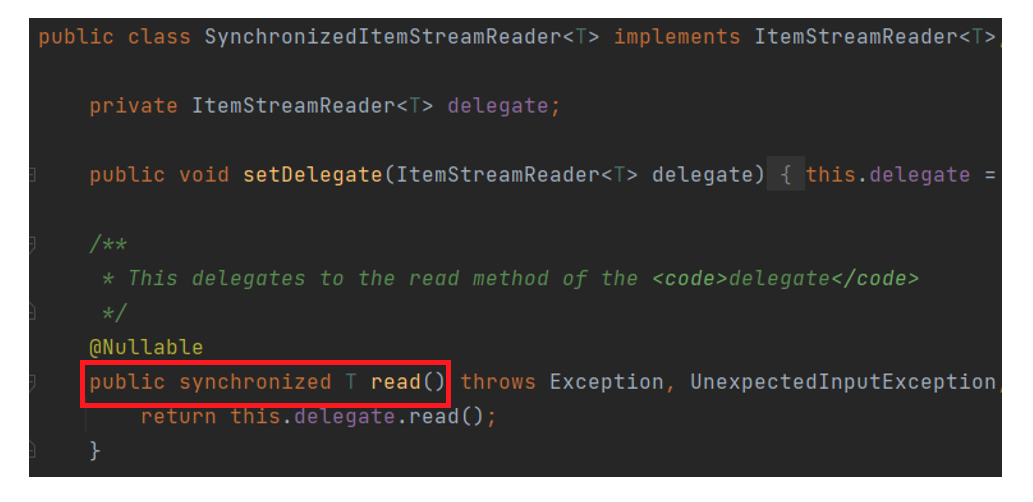 public class SynchronizedItemStreamReader<T> implements ItemStreamReader<T>,
private ItemStreamReader<T> delegate;
public void setDelegate(ItemStreamReader<T> delegate) { this.delegate =
/**
* This delegates to the read method of the <code>delegate</code>
*/
@Nullable
public synchronized T read() throws Exception, UnexpectedInputException,
return this.delegate.read();
}